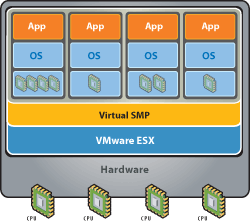 App App App App
OS OS OS OS
Virtual SMP
VMware ESX
Hardware
CPU CPU CPU CPU